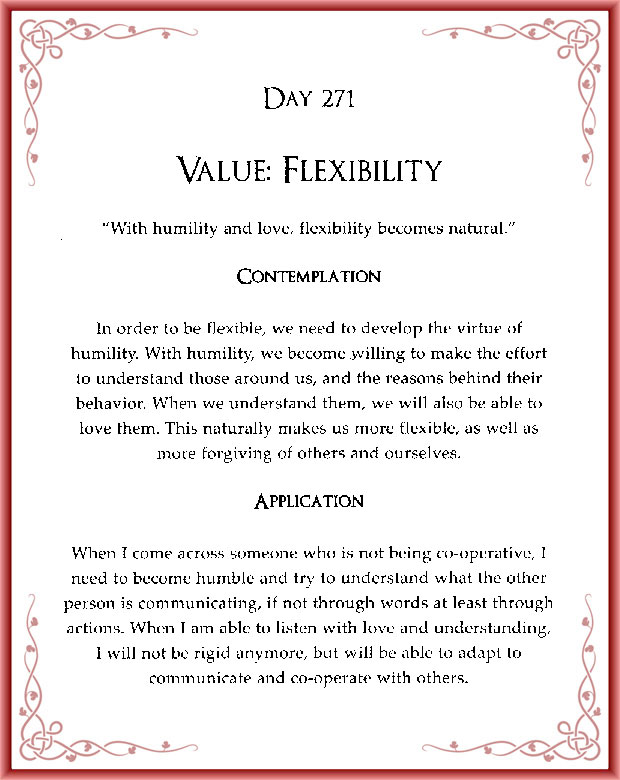 DAY 271
VALUE: FLEXIBILITY
"With humility and love, flexibility becomes natural."
CONTEMPLATION
In order to be flexible, we need to develop the virtue of
humility. With humility, we become willing to make the effort
to understand those around us, and the reasons behind their
behavior. When we understand them, we will also be able to
love them. This naturally makes us more flexible, as well as
more forgiving of others and ourselves.
APPLICATION
When I come across someone who is not being co-operative, I
need to become humble and try to understand what the other
person is communicating, if not through words at least through
actions. When I am able to listen with love and understanding,
I will not be rigid anymore, but will be able to adapt to
communicate and co-operate with others.